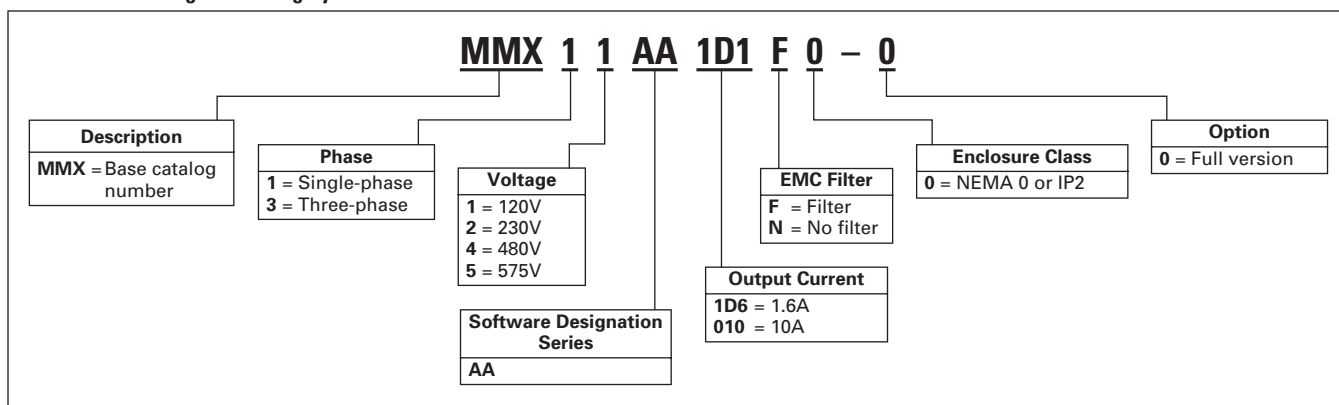 MMX 1 1 AA 1D1 F 0 – 0
Description
MMX = Base catalog
number
Phase
1 = Single-phase
3 = Three-phase
Voltage
1 = 120V
2 = 230V
4 = 480V
5 = 575V
Software Designation
Series
AA
Output Current
1D6 = 1.6A
010 = 10A
EMC Filter
F = Filter
N = No filter
Enclosure Class
0 = NEMA 0 or IP2
Option
0 = Full version